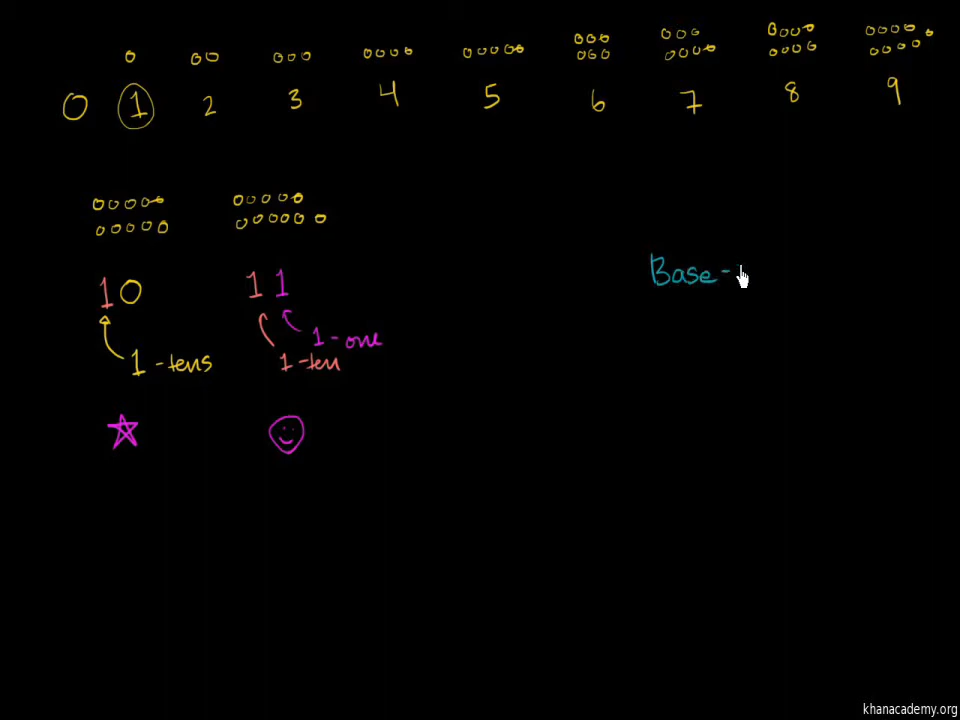 0 1 2 3 4 5 6 7 8 9
10 11
Base-
1-one
1-tens 1-ten
khanacademy.org